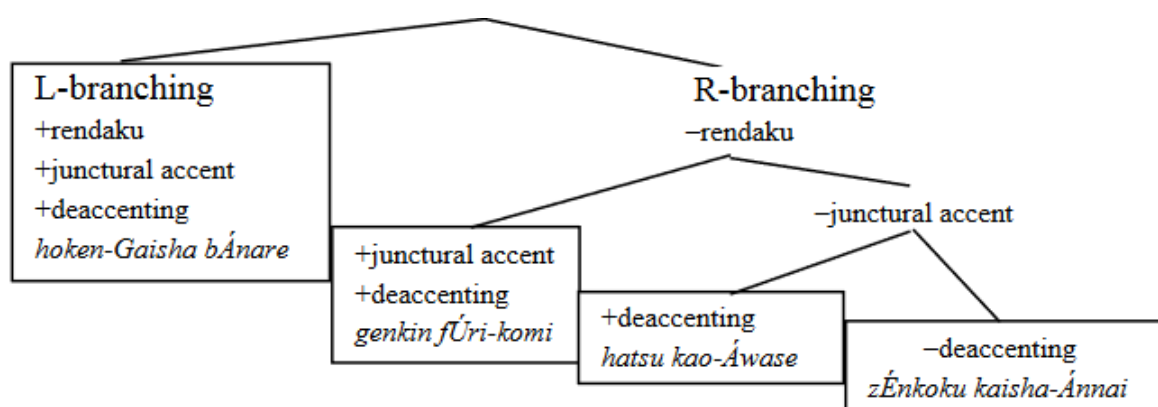 L-branching
+rendaku
+junctural accent
+deaccenting
hoken-Gaisha bÁnare
R-branching
–rendaku
+junctural accent
+deaccenting
genkin fÚri-komi
–junctural accent
+deaccenting
hatsu kao-Áwase
–deaccenting
zÉnkoku kaisha-Ánnai